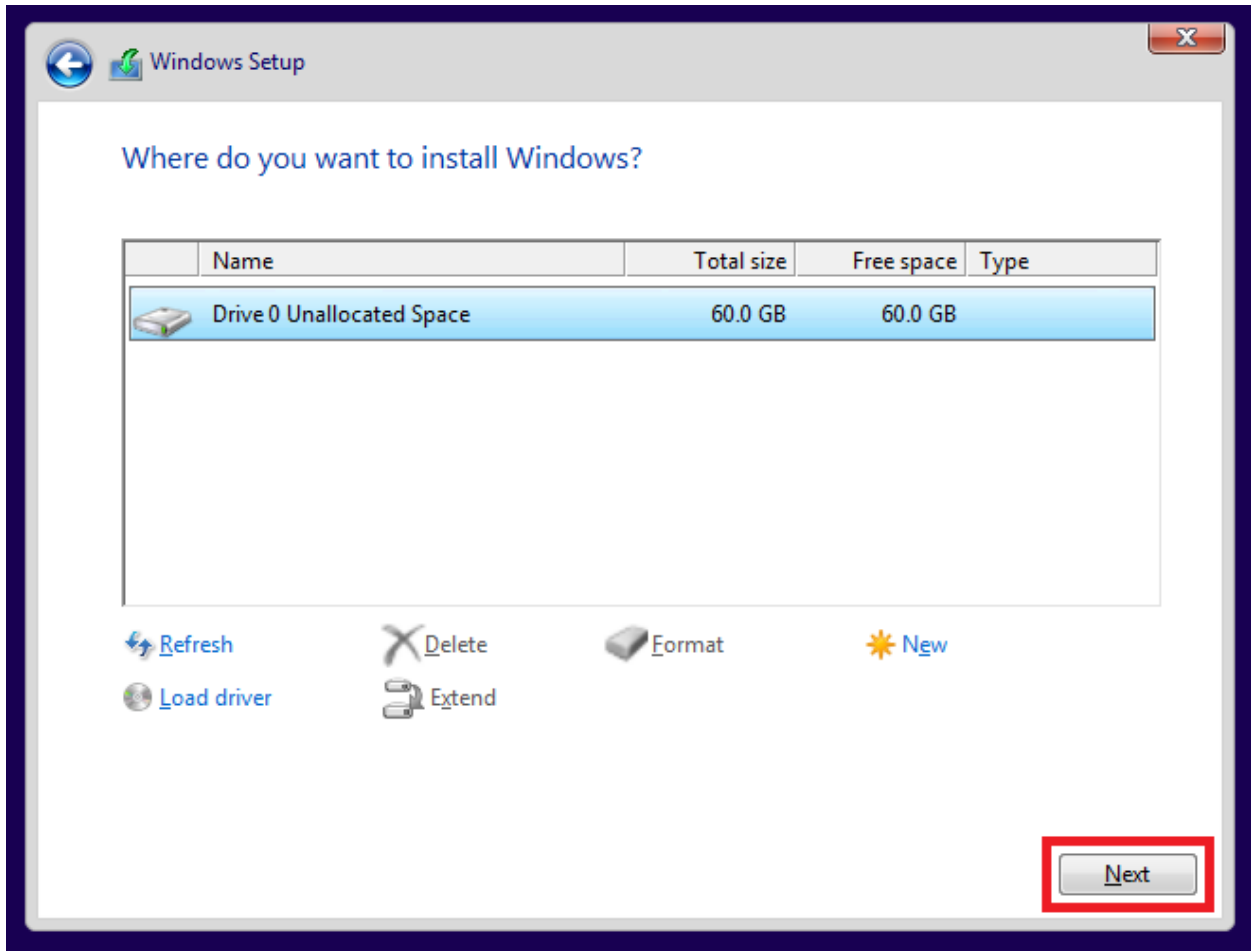 Windows Setup
Where do you want to install Windows?
Name Total size Free space Type
Drive 0 Unallocated Space 60.0 GB 60.0 GB
Refresh Delete Format New
Load driver Extend
Next